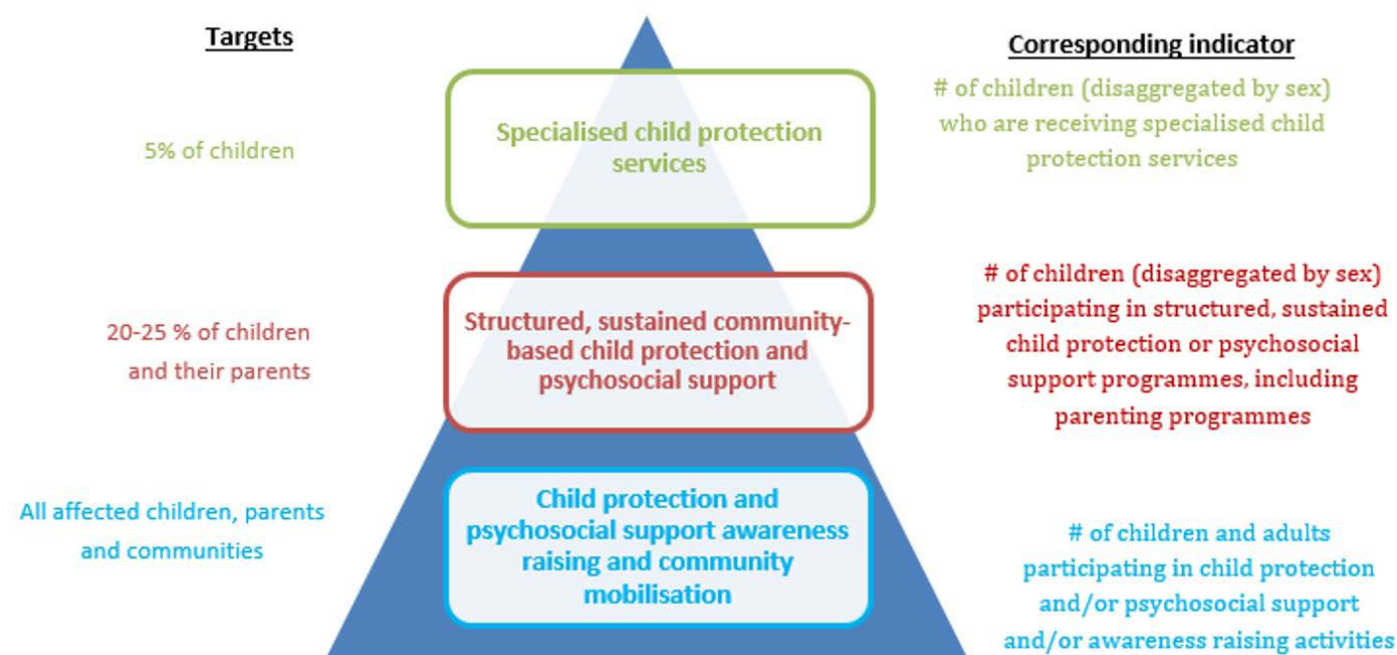 Targets
Corresponding indicator
5% of children
Specialised child protection
services
# of children (disaggregated by sex)
who are receiving specialised child
protection services
20-25 % of children
and their parents
Structured, sustained community-
based child protection and
psychosocial support
# of children (disaggregated by sex)
participating in structured, sustained
child protection or psychosocial
support programmes, including
parenting programmes
All affected children, parents
and communities
Child protection and
psychosocial support awareness
raising and community
mobilisation
# of children and adults
participating in child protection
and/or psychosocial support
and/or awareness raising activities